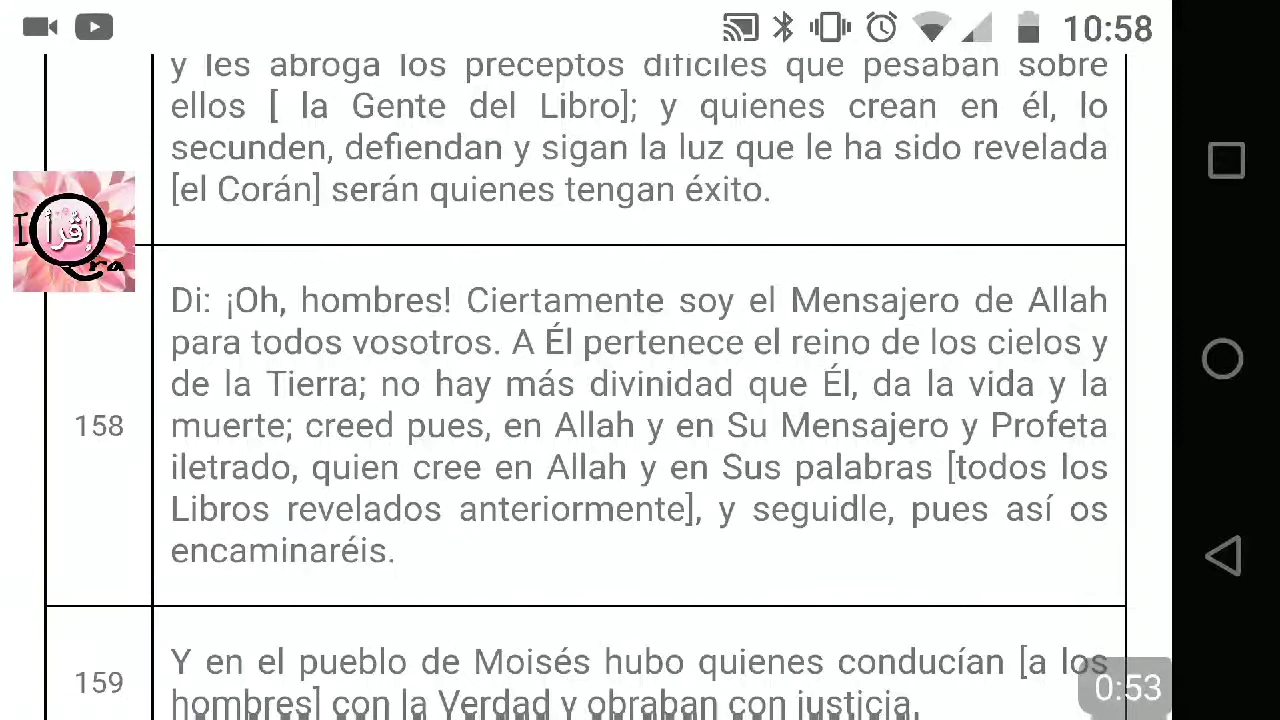 10:58
y les abroga los preceptos difíciles que pesaban sobre
ellos [ la Gente del Libro]; y quienes crean en él, lo
secunden, defiendan y sigan la luz que le ha sido revelada
[el Corán] serán quienes tengan éxito.
I إقرأ
Qra
Di: ¡Oh, hombres! Ciertamente soy el Mensajero de Allah
para todos vosotros. A Él pertenece el reino de los cielos y
de la Tierra; no hay más divinidad que Él, da la vida y la
158 muerte; creed pues, en Allah y en Su Mensajero y Profeta
iletrado, quien cree en Allah y en Sus palabras [todos los
Libros revelados anteriormente], y seguidle, pues así os
encaminaréis.
159 Y en el pueblo de Moisés hubo quienes conducían [a los
hombres] con la Verdad y obraban con justicia.
0:53